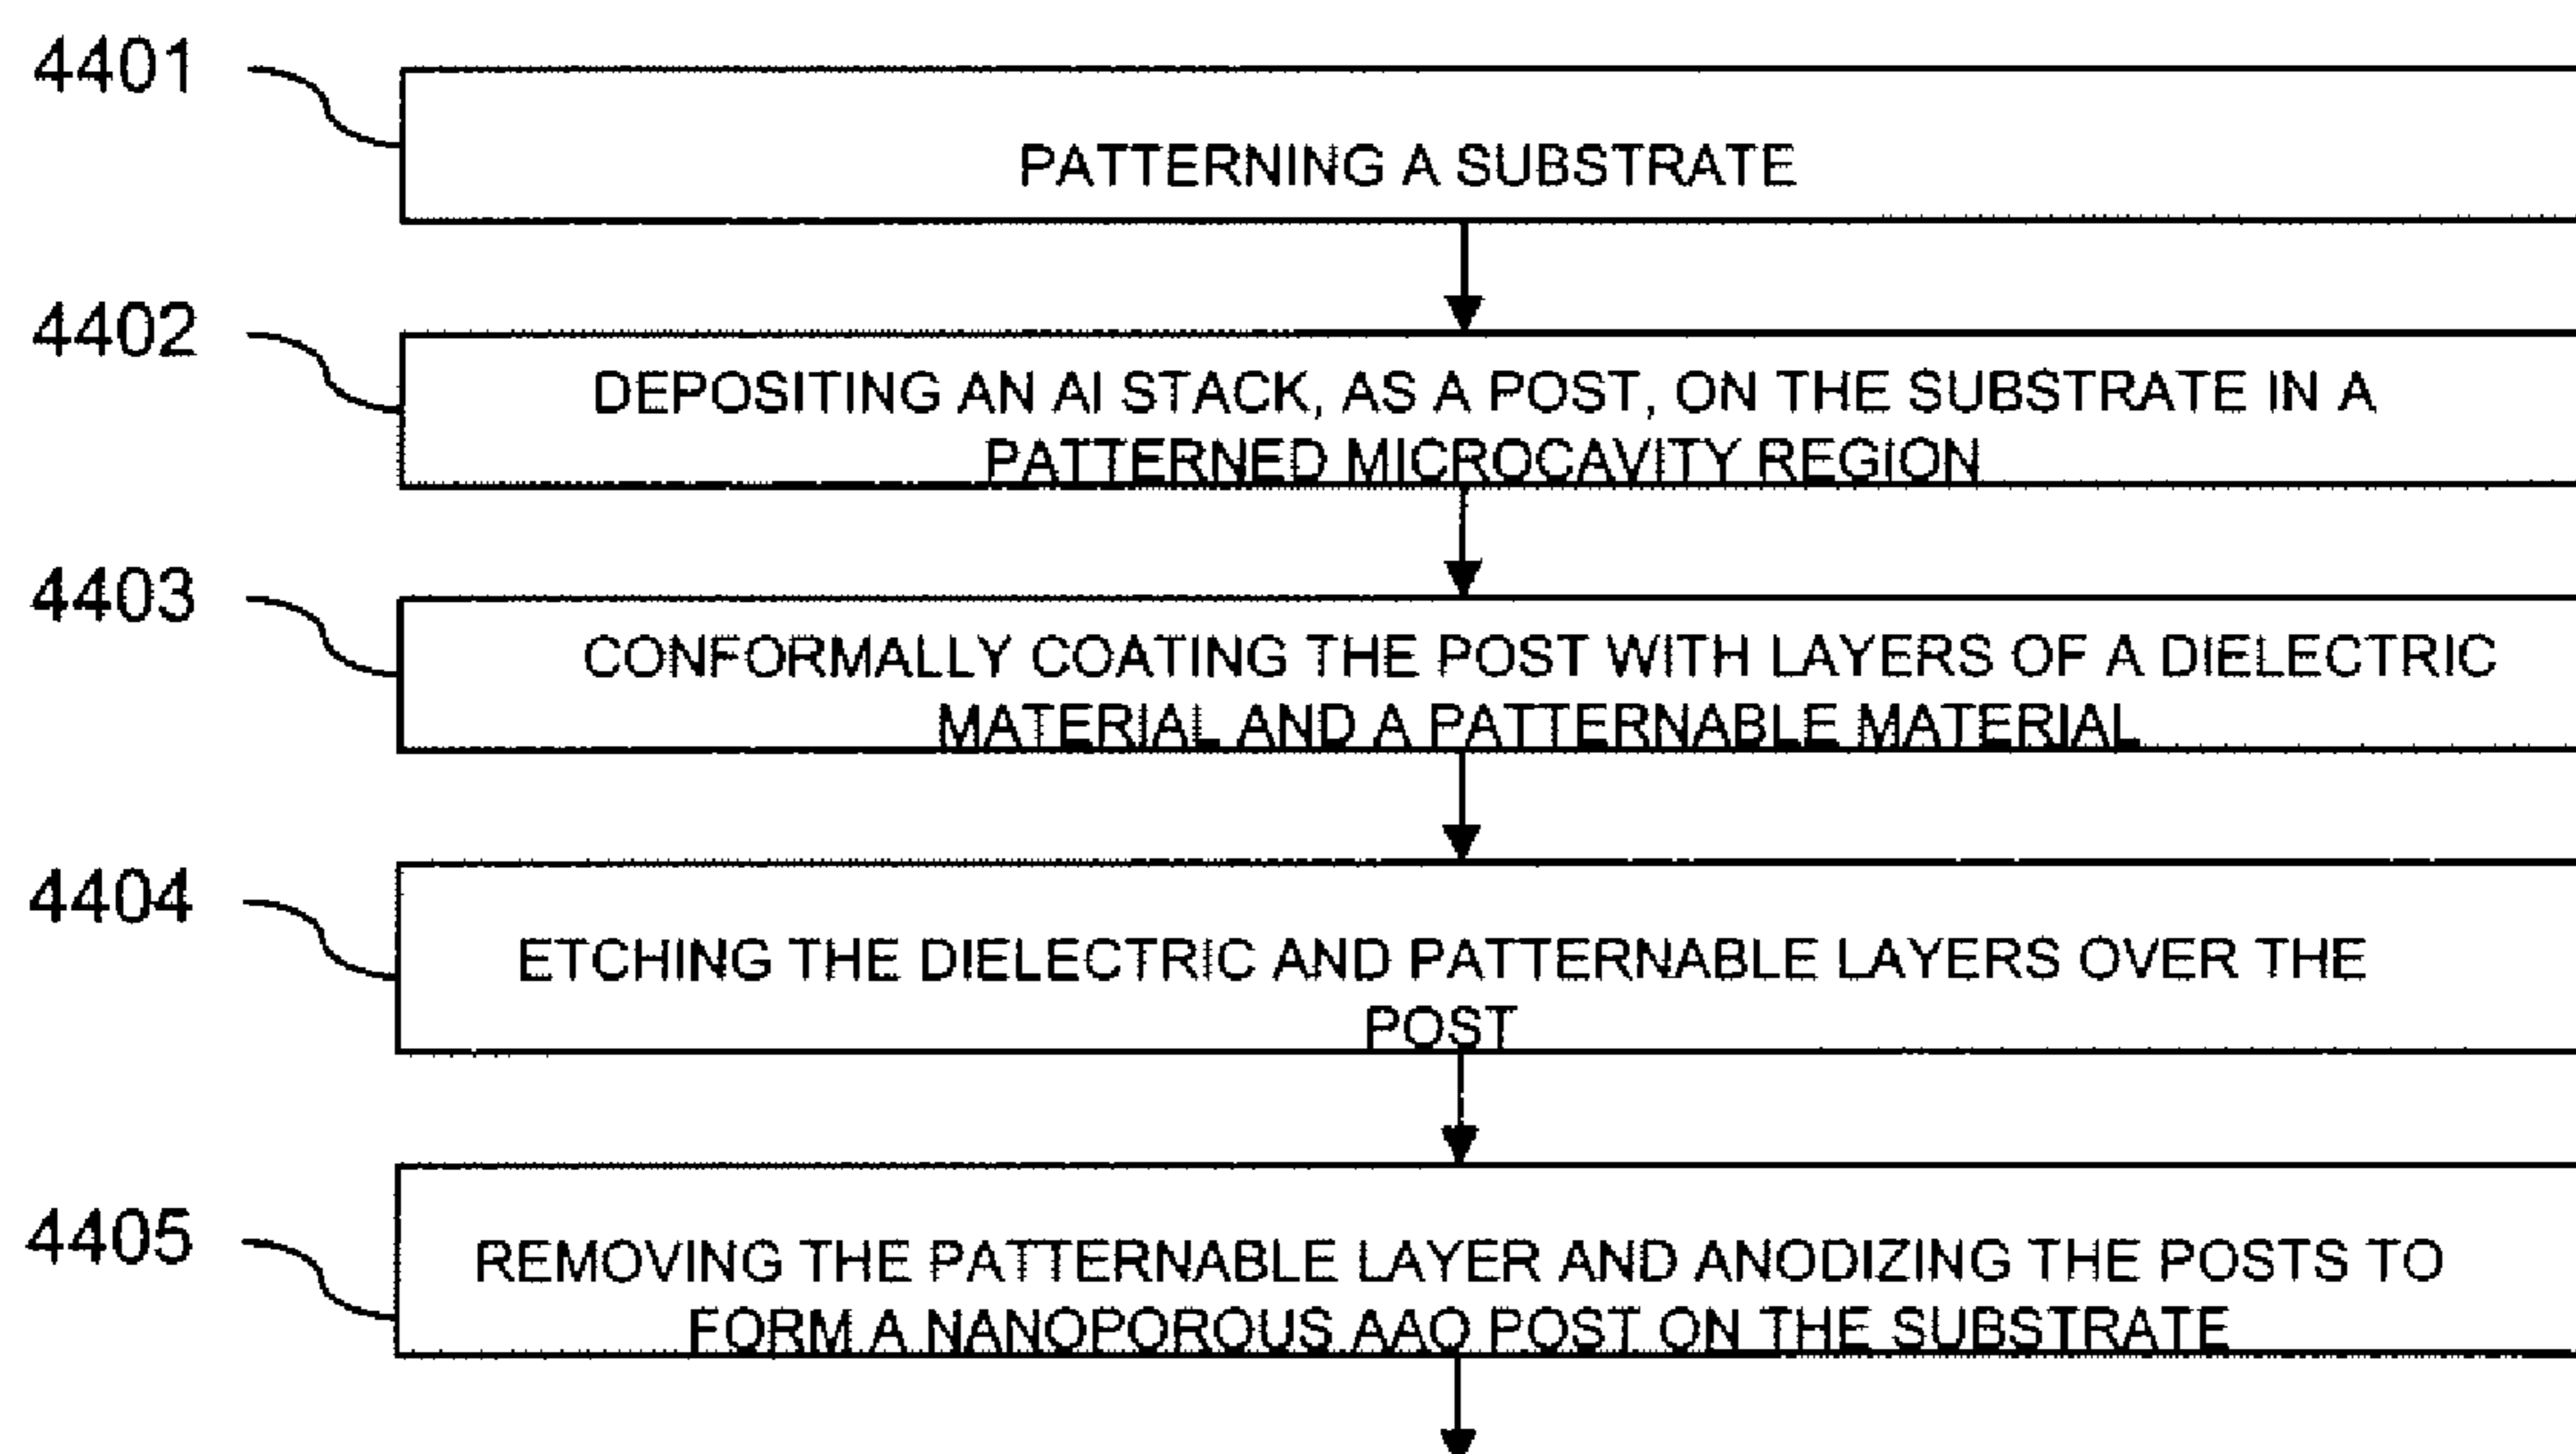 4401
PATTERNING A SUBSTRATE
4402
DEPOSITING AN Al STACK, AS A POST, ON THE SUBSTRATE IN A
PATTERNED MICROCAVITY REGION
4403
CONFORMALLY COATING THE POST WITH LAYERS OF A DIELECTRIC
MATERIAL AND A PATTERNABLE MATERIAL
4404
ETCHING THE DIELECTRIC AND PATTERNABLE LAYERS OVER THE
POST
4405
REMOVING THE PATTERNABLE LAYER AND ANODIZING THE POSTS TO
FORM A NANOPOROUS AAO POST ON THE SUBSTRATE